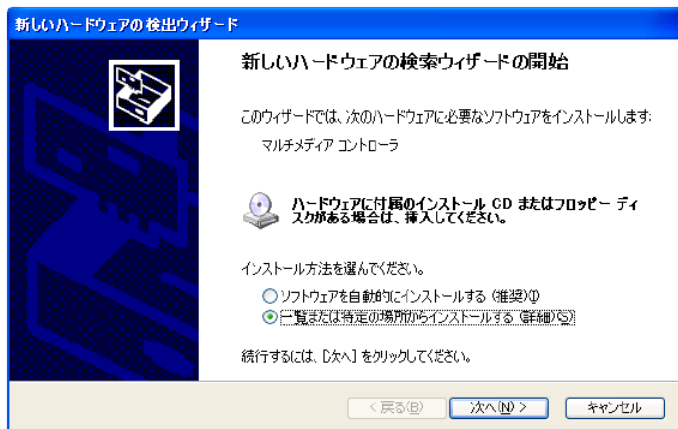 新しいハードウェアの検出ウィザード
新しいハードウェアの検索ウィザードの開始
このウィザードでは、次のハードウェアに必要なソフトウェアをインストールします:
マルチメディア コントローラ
ハードウェアに付属のインストール CD またはフロッピー ディ
スクがある場合は、挿入してください。
インストール方法を選んでください。
ソフトウェアを自動的にインストールする (推奨)(I)
一覧または特定の場所からインストールする (詳細)(S)
続行するには、[次へ] をクリックしてください。
< 戻る(B)
次へ(N) >
キャンセル